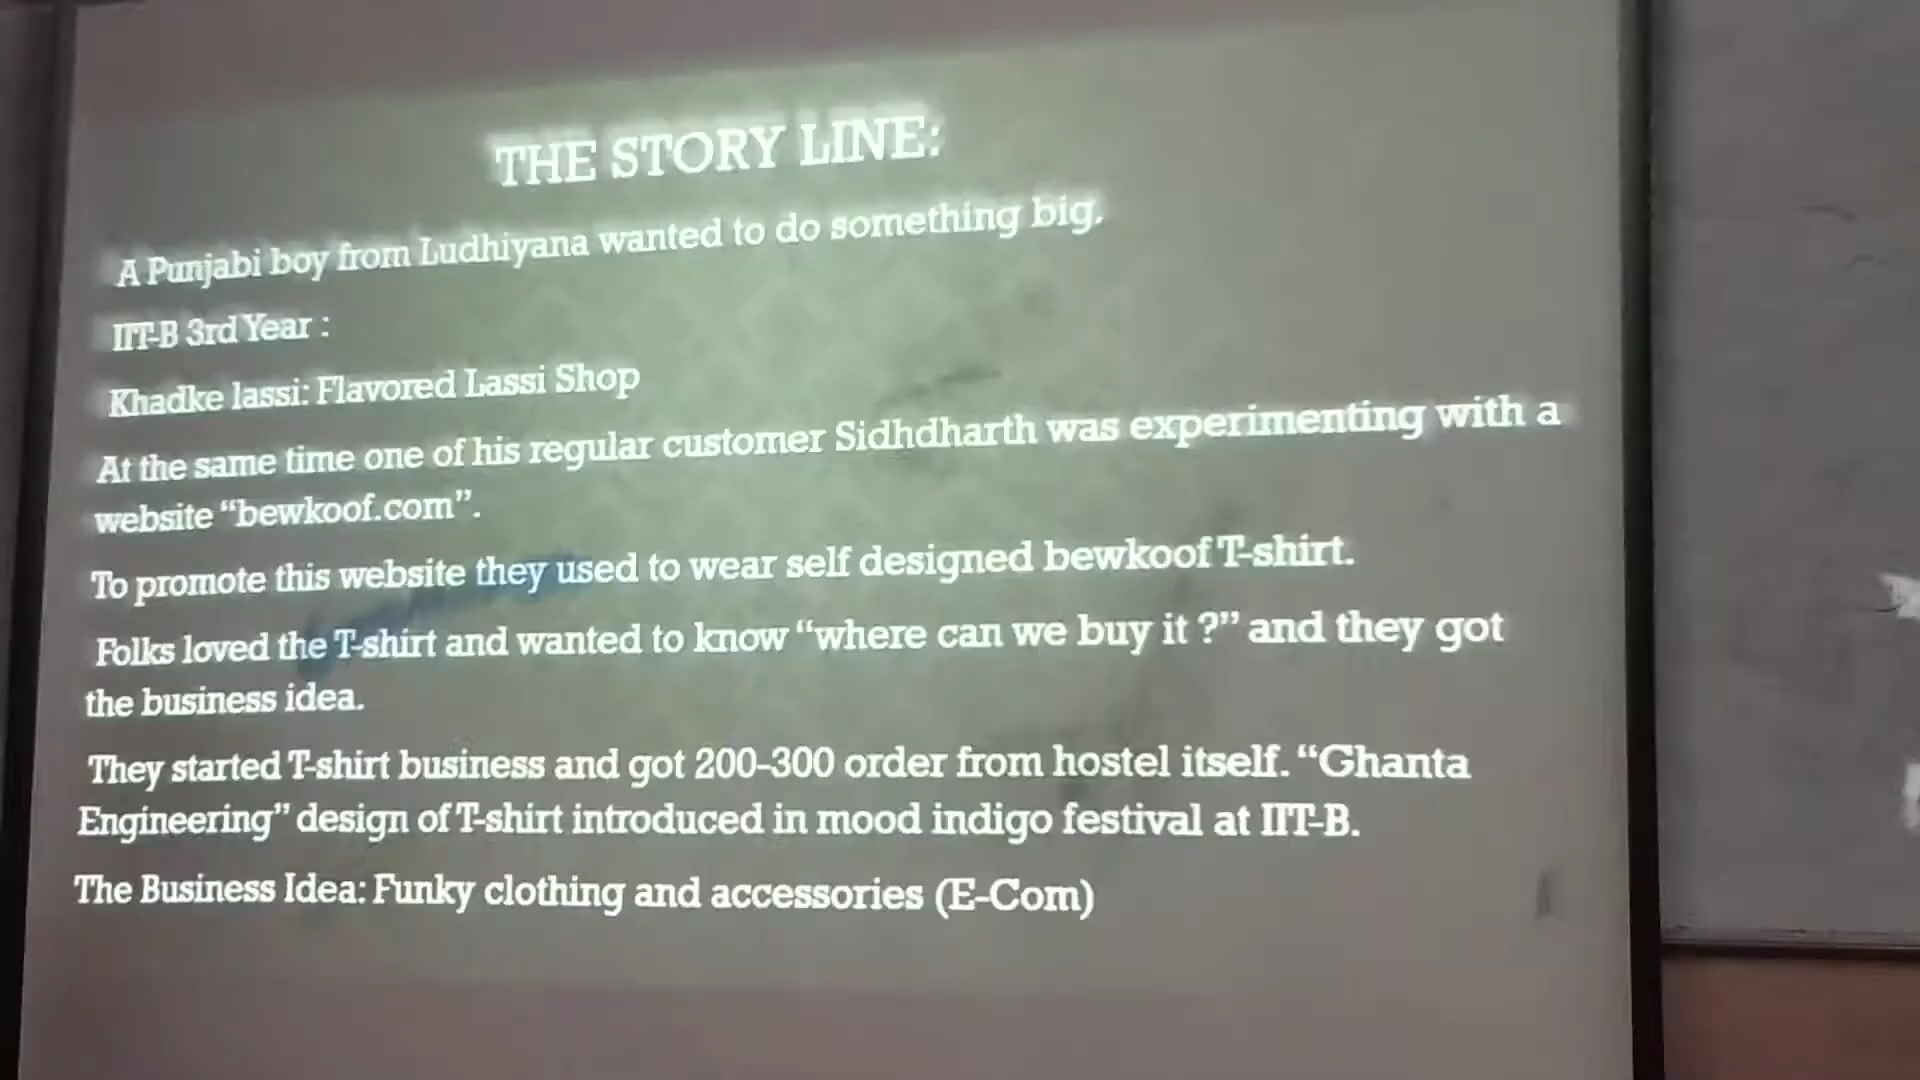 THE STORY LINE:
A Punjabi boy from Ludhiyana wanted to do something big.
IIT-B 3rd Year :
Khadke lassi: Flavored Lassi Shop
At the same time one of his regular customer Sidhdharth was experimenting with a
website “bewkoof.com”.
To promote this website they used to wear self designed bewkoof T-shirt.
Folks loved the T-shirt and wanted to know “where can we buy it ?” and they got
the business idea.
They started T-shirt business and got 200-300 order from hostel itself. “Ghanta
Engineering” design of T-shirt introduced in mood indigo festival at IIT-B.
The Business Idea: Funky clothing and accessories (E-Com)